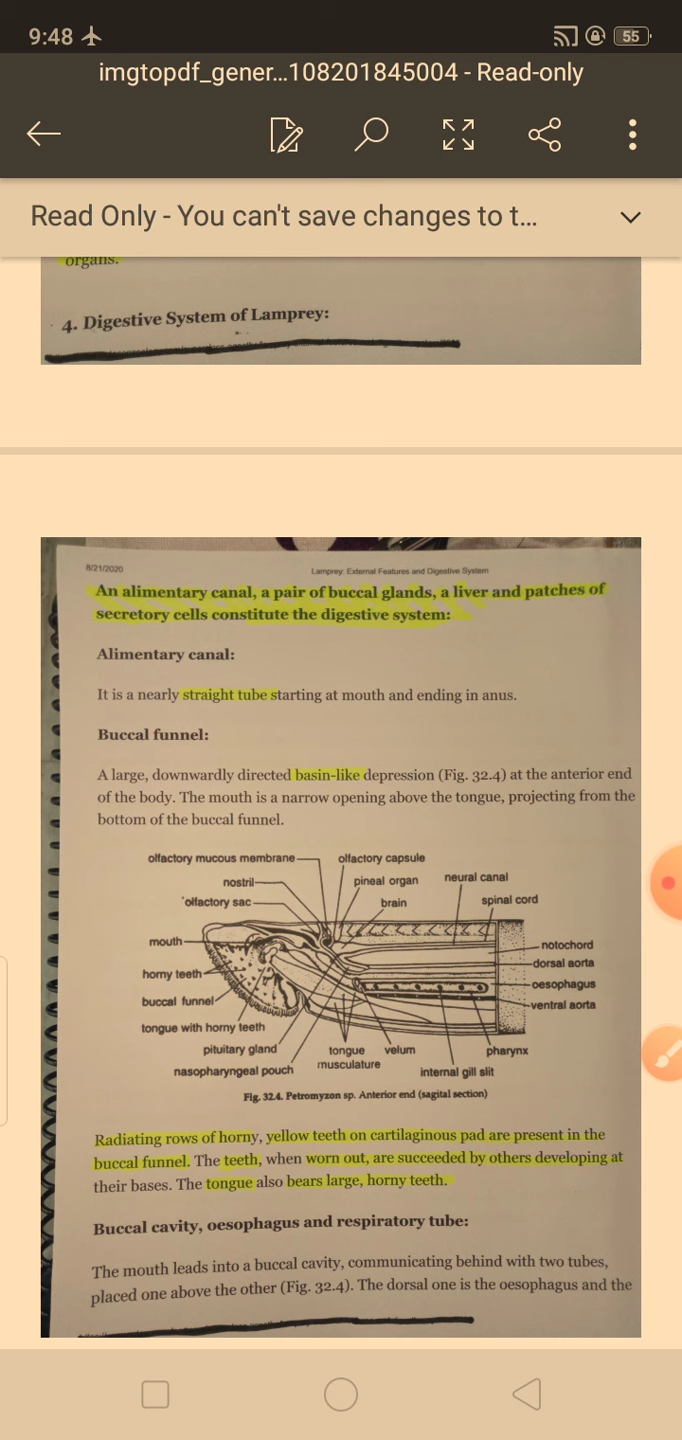 9:48
55
imgtopdf_gener...108201845004 - Read-only
Read Only - You can't save changes to t...
organs.
4. Digestive System of Lamprey:
8/21/2020
Lamprey: External Features and Digestive System
An alimentary canal, a pair of buccal glands, a liver and patches of
secretory cells constitute the digestive system:
Alimentary canal:
It is a nearly straight tube starting at mouth and ending in anus.
Buccal funnel:
A large, downwardly directed basin-like depression (Fig. 32.4) at the anterior end
of the body. The mouth is a narrow opening above the tongue, projecting from the
bottom of the buccal funnel.
olfactory mucous membrane
olfactory capsule
nostril
pineal organ
neural canal
olfactory sac
brain
spinal cord
mouth
notochord
dorsal aorta
horny teeth
oesophagus
buccal funnel
ventral aorta
tongue with horny teeth
pituitary gland
tongue
musculature
velum
pharynx
nasopharyngeal pouch
internal gill slit
Fig. 32.4. Petromyzon sp. Anterior end (sagital section)
Radiating rows of horny, yellow teeth on cartilaginous pad are present in the
buccal funnel. The teeth, when worn out, are succeeded by others developing at
their bases. The tongue also bears large, horny teeth.
Buccal cavity, oesophagus and respiratory tube:
The mouth leads into a buccal cavity, communicating behind with two tubes,
placed one above the other (Fig. 32.4). The dorsal one is the oesophagus and the